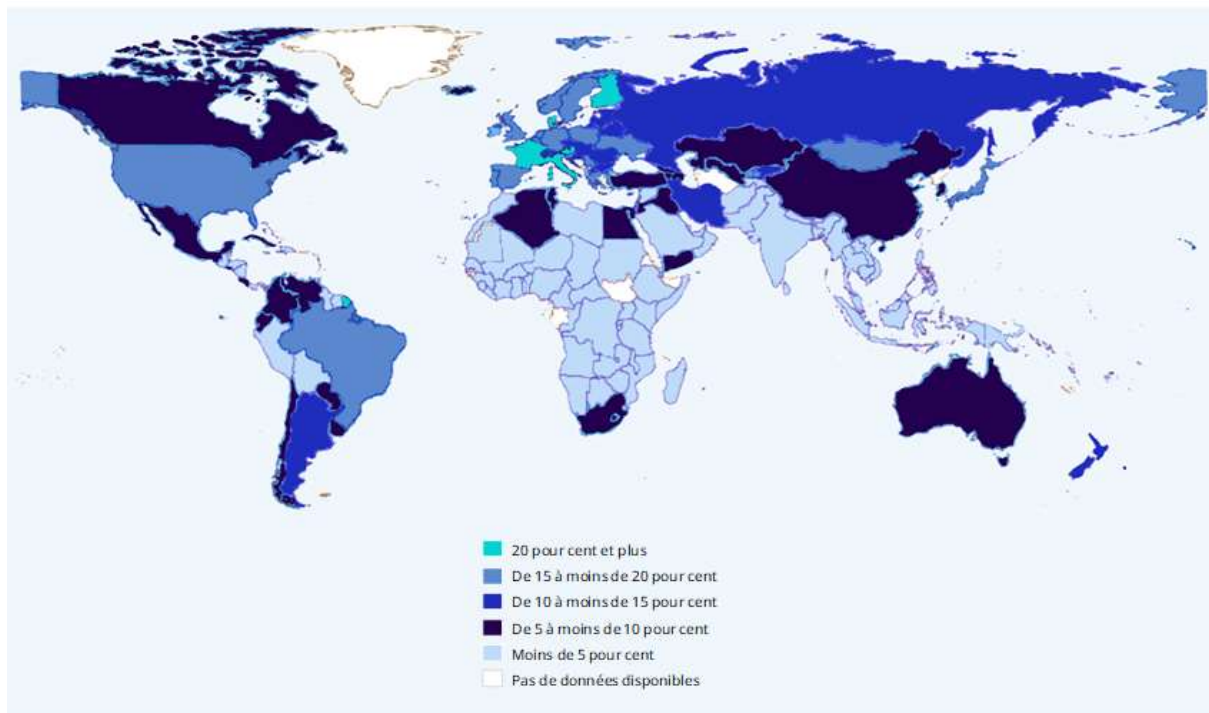 20 pour cent et plus
De 15 à moins de 20 pour cent
De 10 à moins de 15 pour cent
De 5 à moins de 10 pour cent
Moins de 5 pour cent
Pas de données disponibles